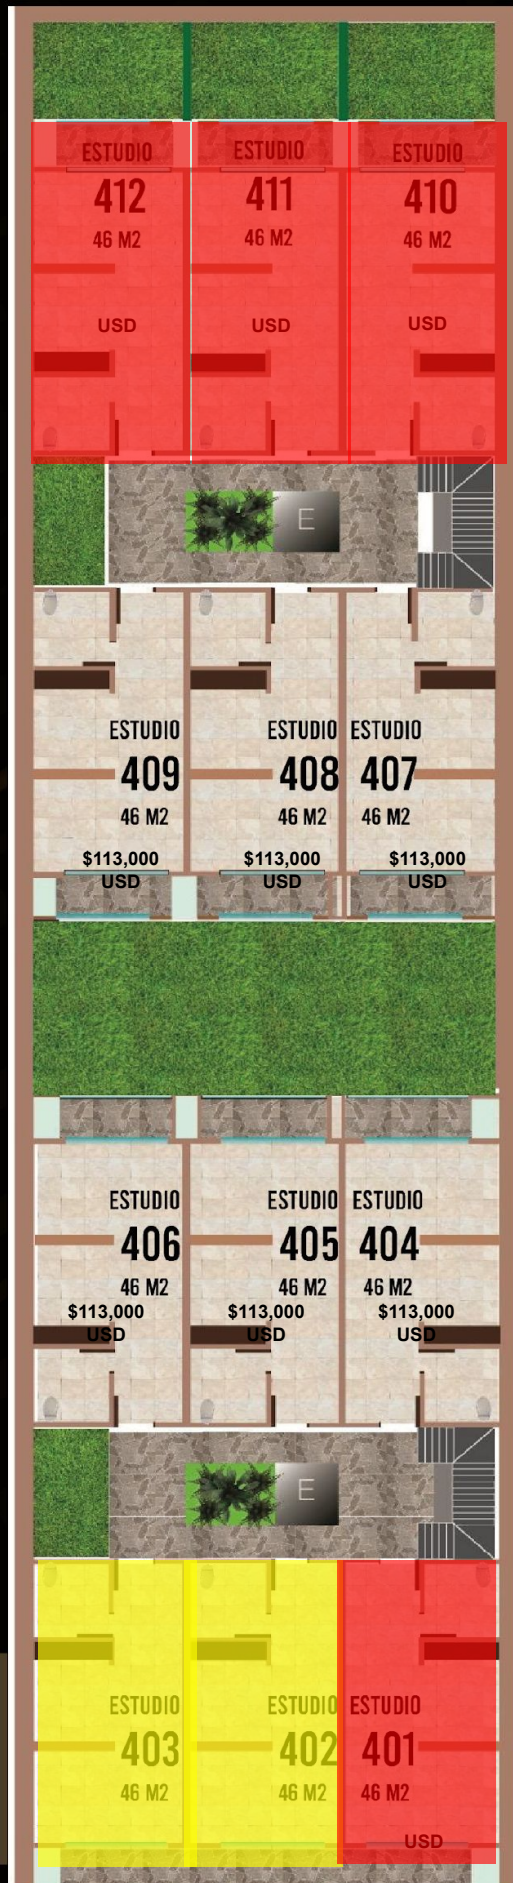 ESTUDIO
412
46 M2
USD
ESTUDIO
411
46 M2
USD
ESTUDIO
410
46 M2
USD
E
ESTUDIO
409
46 M2
$113,000
USD
ESTUDIO
408
46 M2
$113,000
USD
ESTUDIO
407
46 M2
$113,000
USD
ESTUDIO
406
46 M2
$113,000
USD
ESTUDIO
405
46 M2
$113,000
USD
ESTUDIO
404
46 M2
$113,000
USD
E
ESTUDIO
403
46 M2
ESTUDIO
402
46 M2
ESTUDIO
401
46 M2
USD